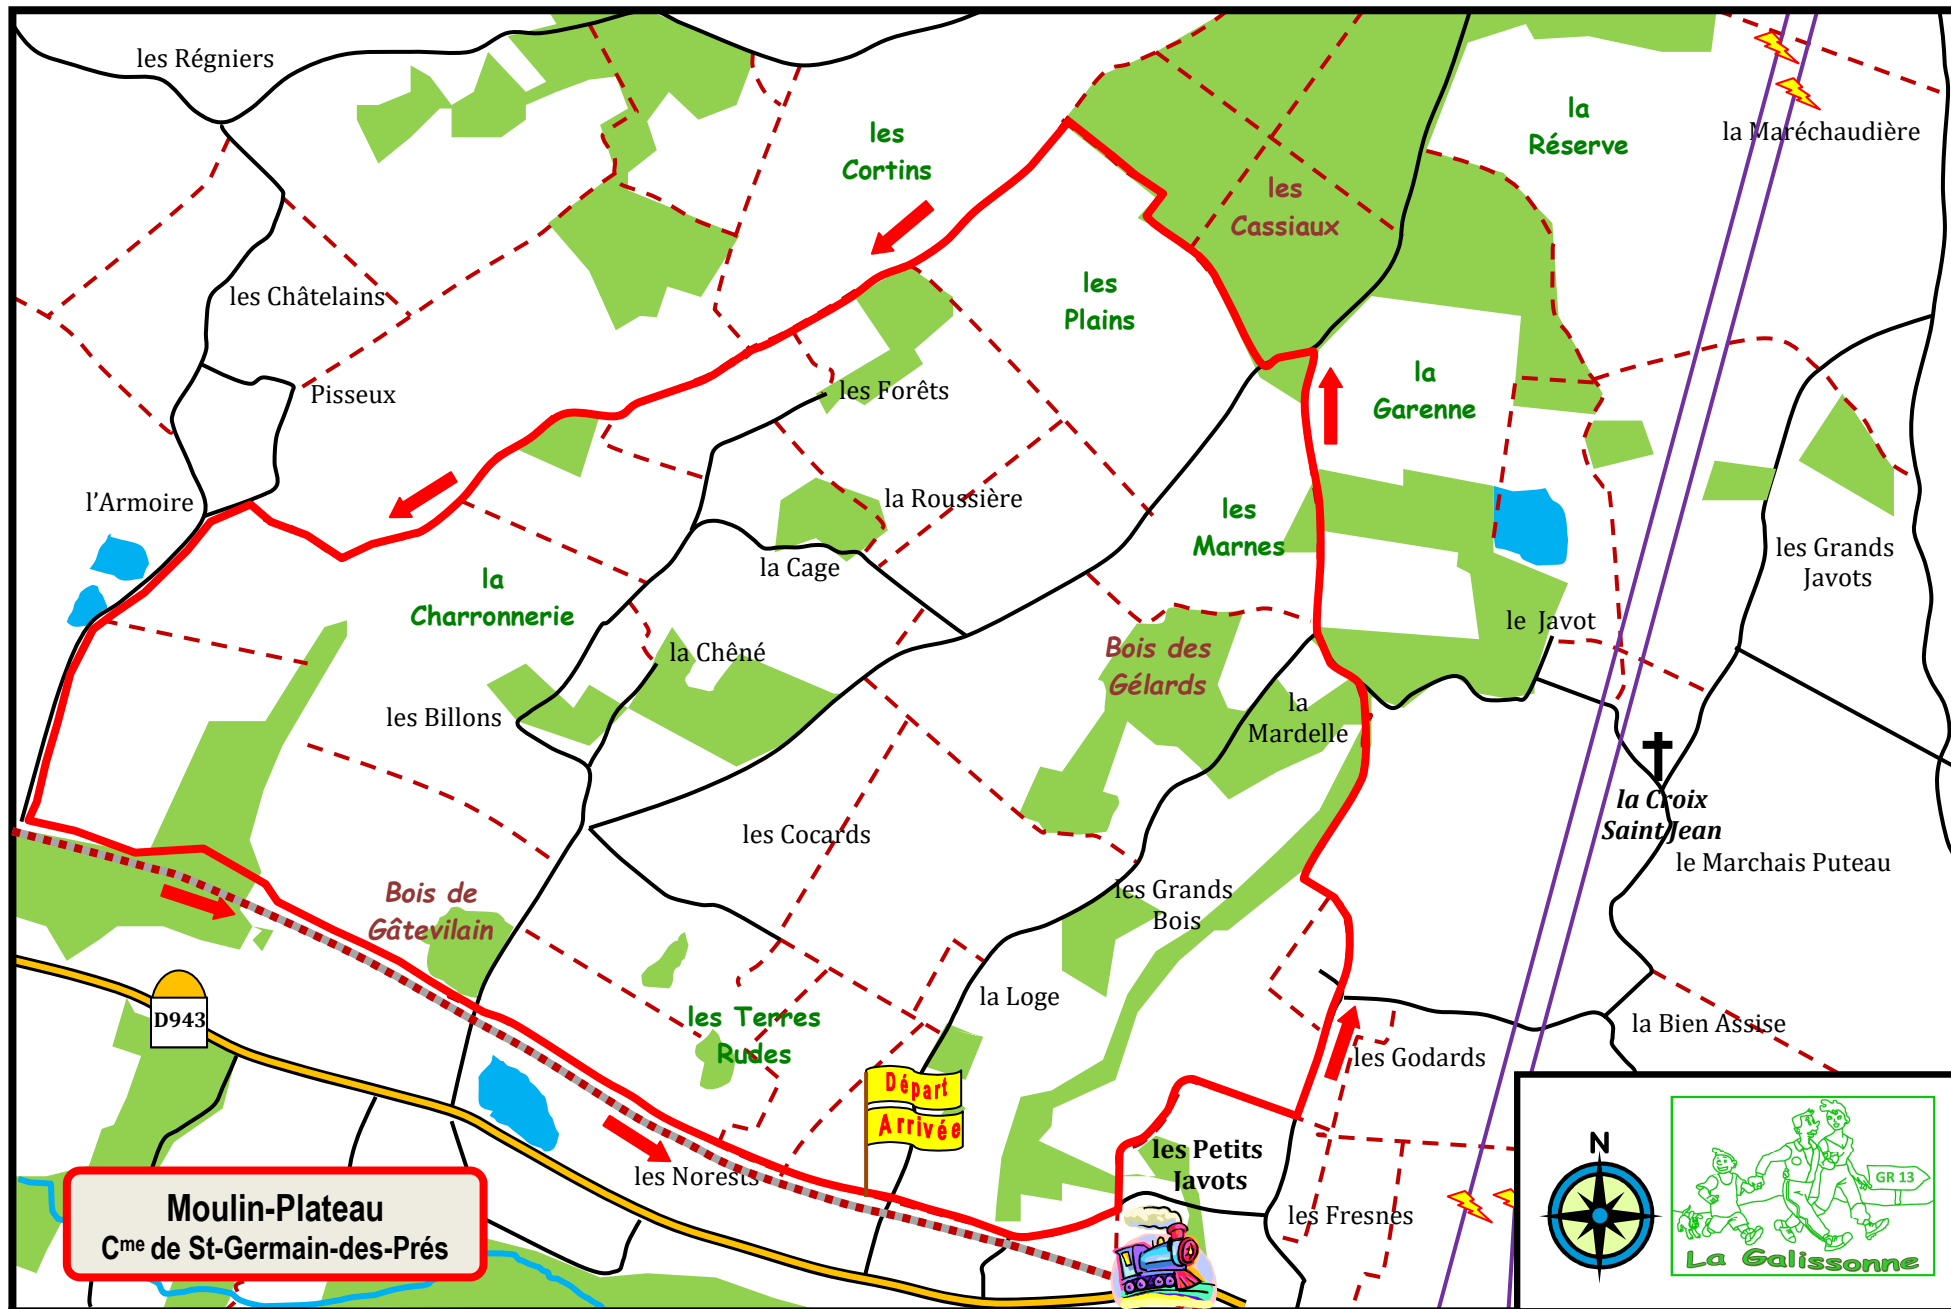 les Régniers
les
Cortins
la
Réserve
la Maréchaudière
les
Cassiaux
les Châtelains
les
Plains
Pisseux
les Forêts
la
Garenne
l'Armoire
la Roussière
les
Marnes
la Cage
les Grands
Javots
la
Charronnerie
le Javot
la Chêné
Bois des
Gélards
les Billons
la
Mardelle
la Croix
Saint Jean
les Cocards
le Marchais Puteau
Bois de
Gâtevilain
les Grands
Bois
la Loge
D943
les Terres
Rudes
la Bien Assise
les Godards
Départ
Arrivée
les Petits
Javots
les Norests
les Fresnes
Moulin-Plateau
Cme de St-Germain-des-Prés
N
GR 13
La Galissonne